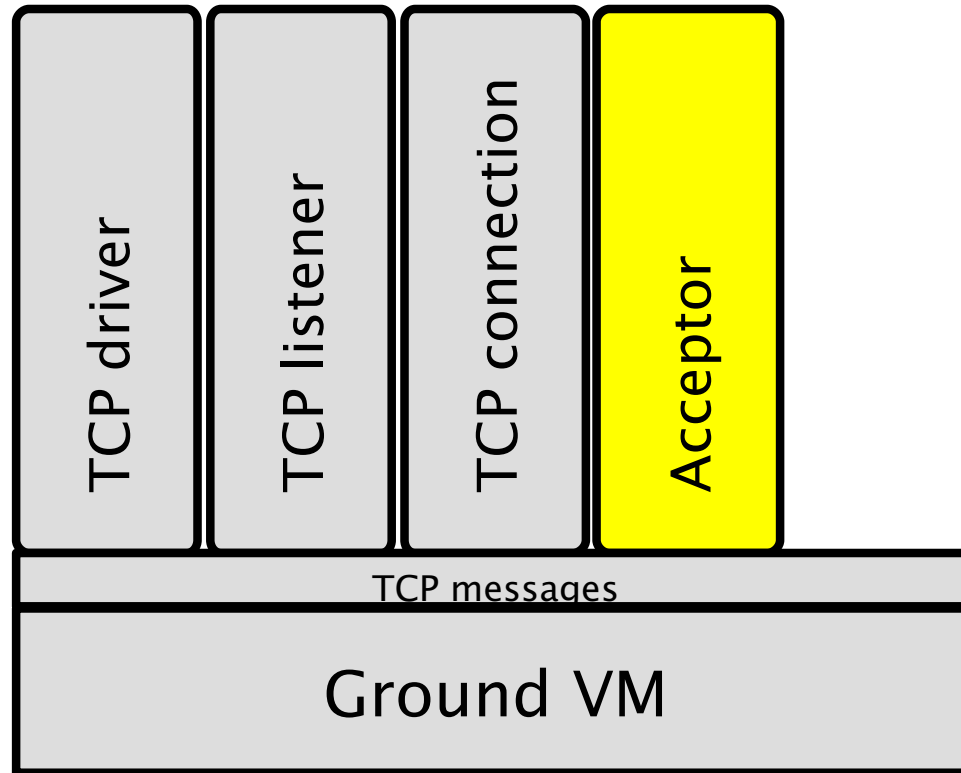 TCP driver
TCP listener
TCP connection
Acceptor
TCP messages
Ground VM